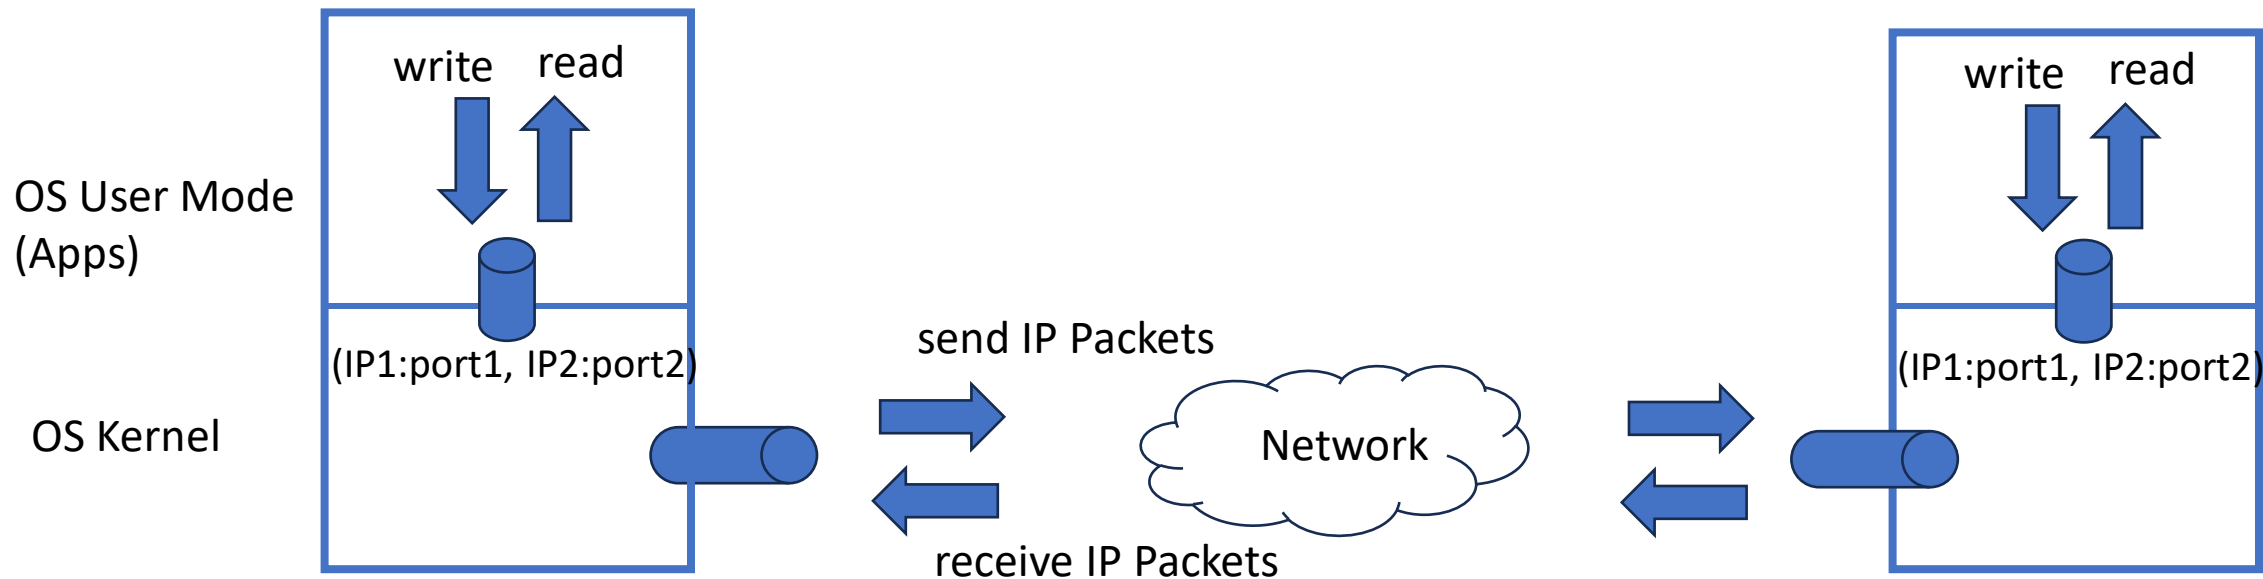 write read
write read
OS User Mode
(Apps)
send IP Packets
(IP1:port1, IP2:port2)
(IP1:port1, IP2:port2)
OS Kernel
Network
receive IP Packets